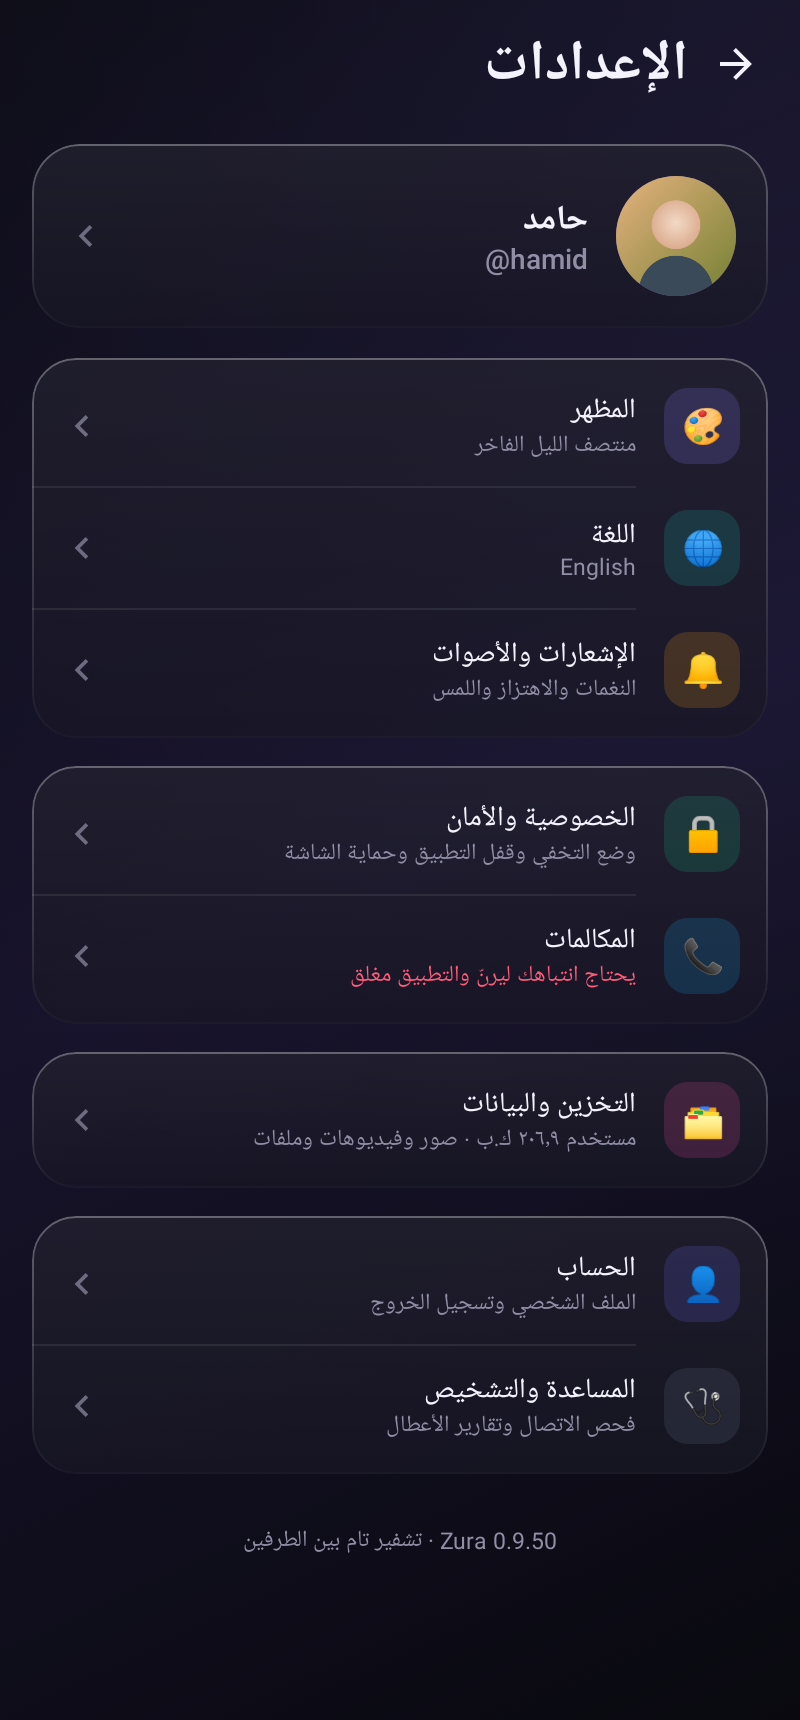 الإعدادات
حامد
@hamid
المظهر
منتصف الليل الفاخر
اللغة
English
الإشعارات والأصوات
النغمات والاهتزاز واللمس
الخصوصية والأمان
وضع التخفي وقفل التطبيق وحماية الشاشة
المكالمات
يحتاج انتباهك ليرنّ والتطبيق مغلق
التخزين والبيانات
مستخدم ٢٠٦٫٩ ك.ب · صور وفيديوهات وملفات
الحساب
الملف الشخصي وتسجيل الخروج
المساعدة والتشخيص
فحص الاتصال وتقارير الأعطال
Zura 0.9.50 · تشفير تام بين الطرفين